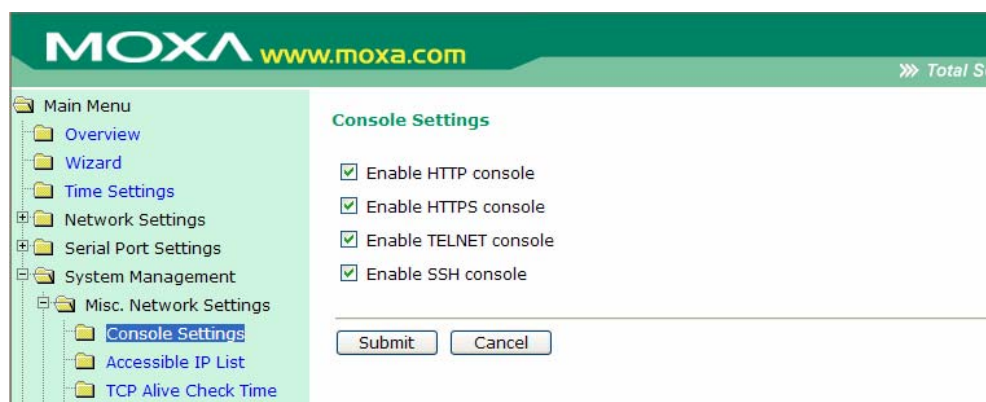 MOXA www.moxa.com
Total
Main Menu
Overview
Wizard
Time Settings
Network Settings
Serial Port Settings
System Management
Misc. Network Settings
Console Settings
Accessible IP List
TCP Alive Check Time
Console Settings
Enable HTTP console
Enable HTTPS console
Enable TELNET console
Enable SSH console
Submit
Cancel